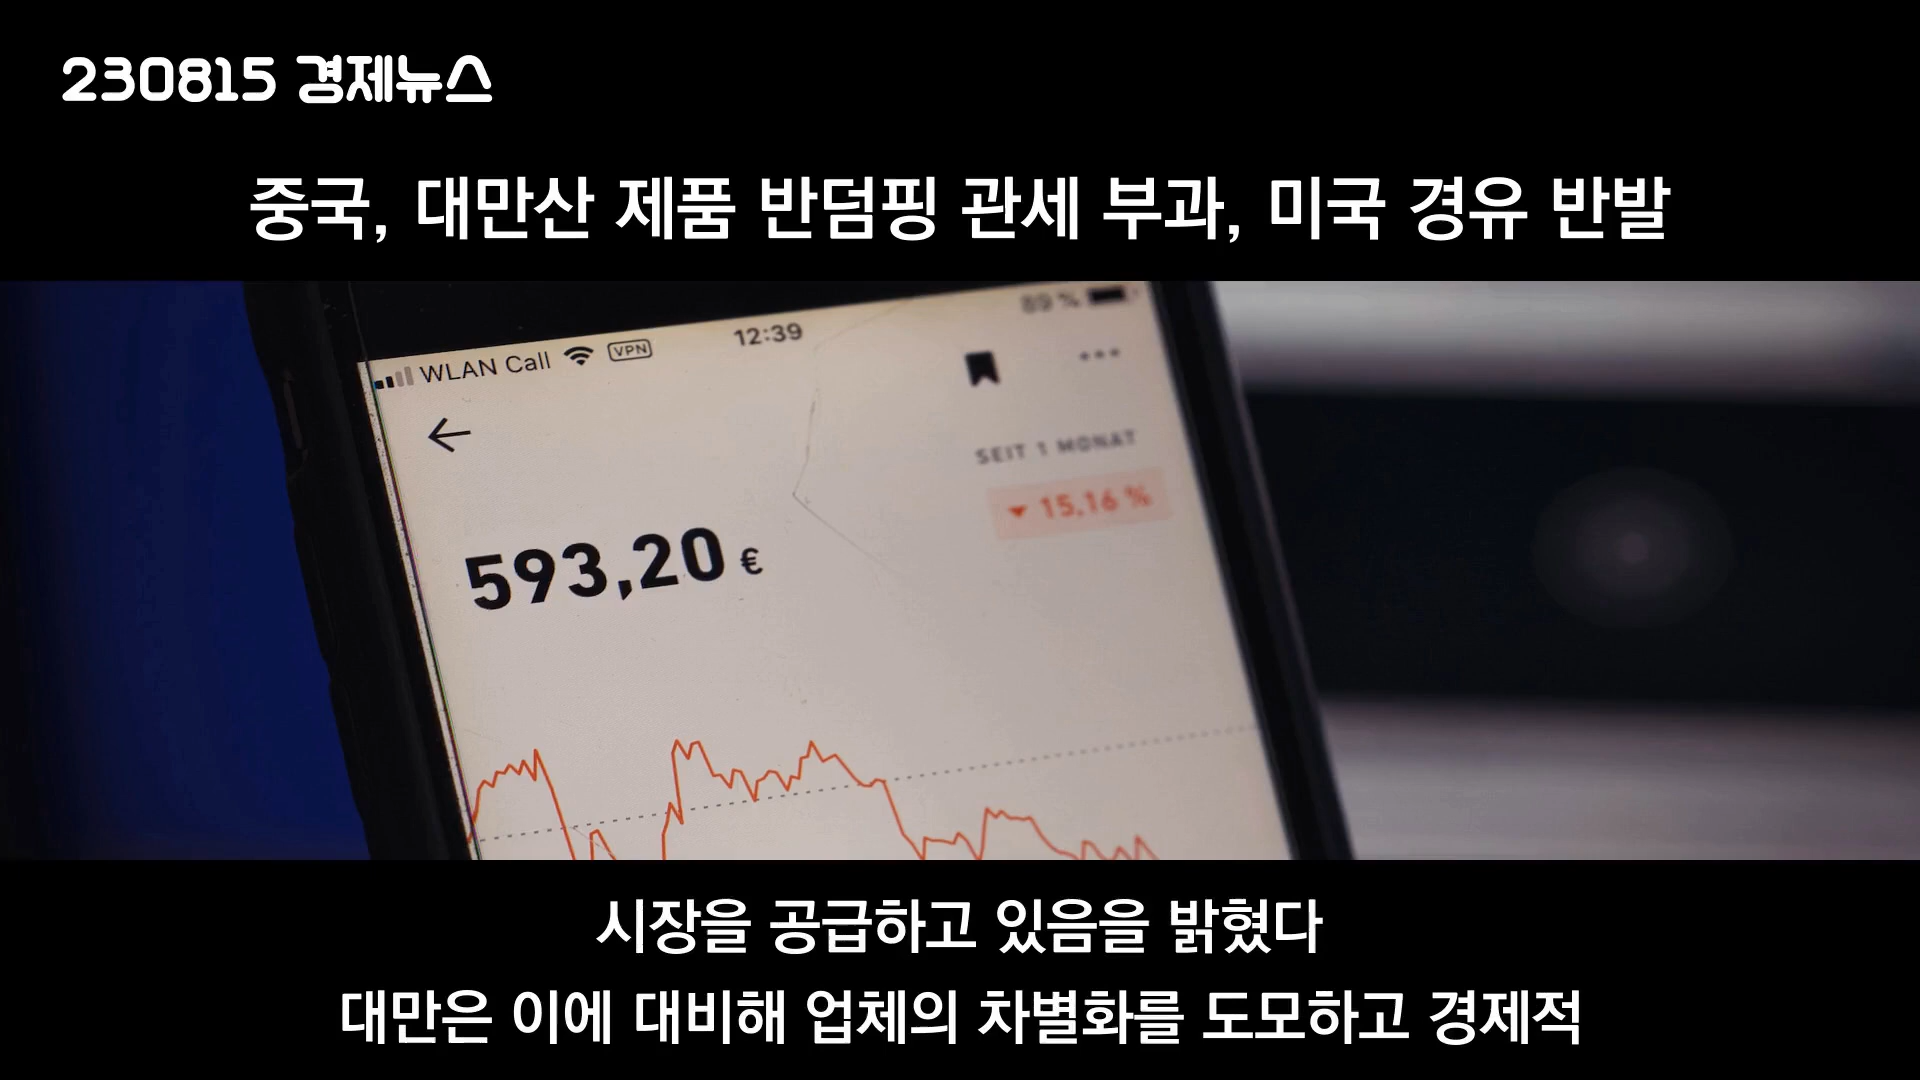 230815 경제뉴스
중국, 대만산 제품 반덤핑 관세 부과, 미국 경유 반발
89 %
12:39
WLAN Call VPN
SEIT 1 MONAT
15,16 %
593,20 €
시장을 공급하고 있음을 밝혔다
대만은 이에 대비해 업체의 차별화를 도모하고 경제적